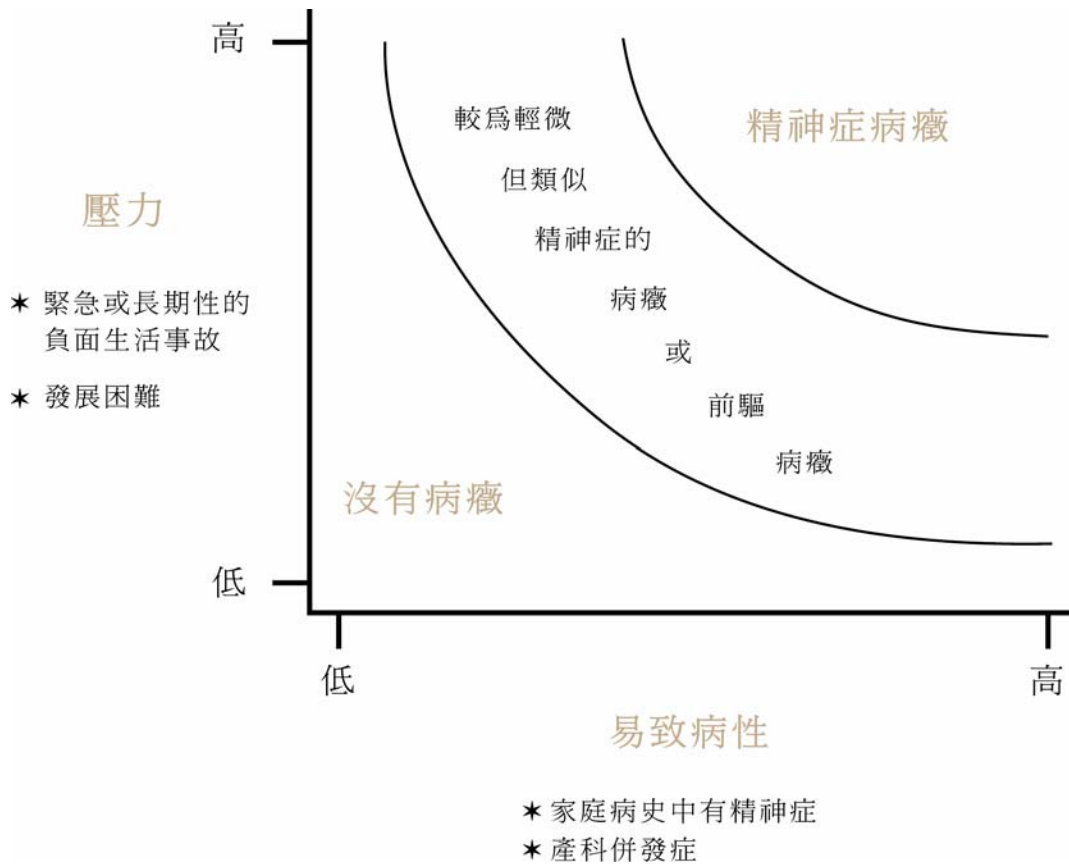 高
較爲輕微
精神症病癥
但類似
壓力
精神症的
✶ 緊急或長期性的
負面生活事故
病癥
或
✶ 發展困難
前驅
病癥
沒有病癥
低
低
高
易致病性
✶ 家庭病史中有精神症
✶ 產科併發症